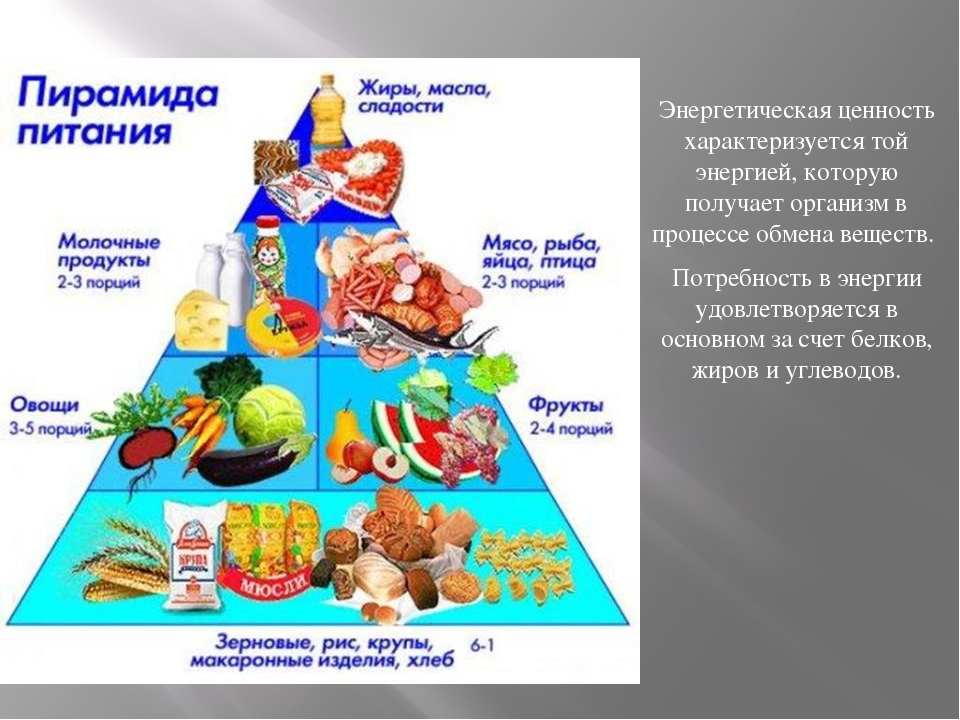 Пирамида
питания
Жиры, масла,
сладости
Молочные
продукты
2-3 порций
Мясо, рыба,
яйца, птица
2-3 порций
Овощи
3-5 порций
Фрукты
2-4 порций
КРУПА
МЮСЛИ
Зерновые, рис, крупы, 6-1
макаронные изделия, хлеб
Энергетическая ценность
характеризуется той
энергией, которую
получает организм в
процессе обмена веществ.
Потребность в энергии
удовлетворяется в
основном за счет белков,
жиров и углеводов.